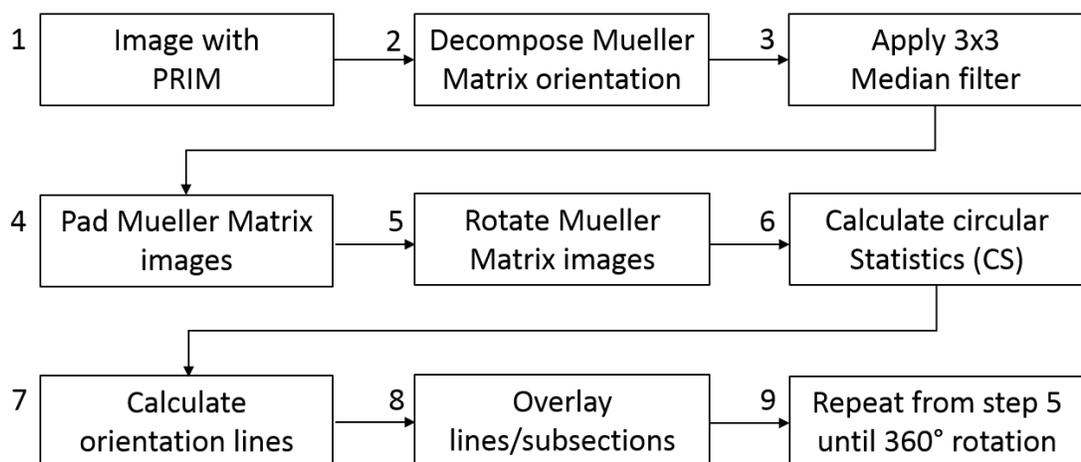 1 Image with
PRIM
2 Decompose Mueller
Matrix orientation
3 Apply 3x3
Median filter
4 Pad Mueller Matrix
images
5 Rotate Mueller
Matrix images
6 Calculate circular
Statistics (CS)
7 Calculate
orientation lines
8 Overlay
lines/subsections
9 Repeat from step 5
until 360° rotation